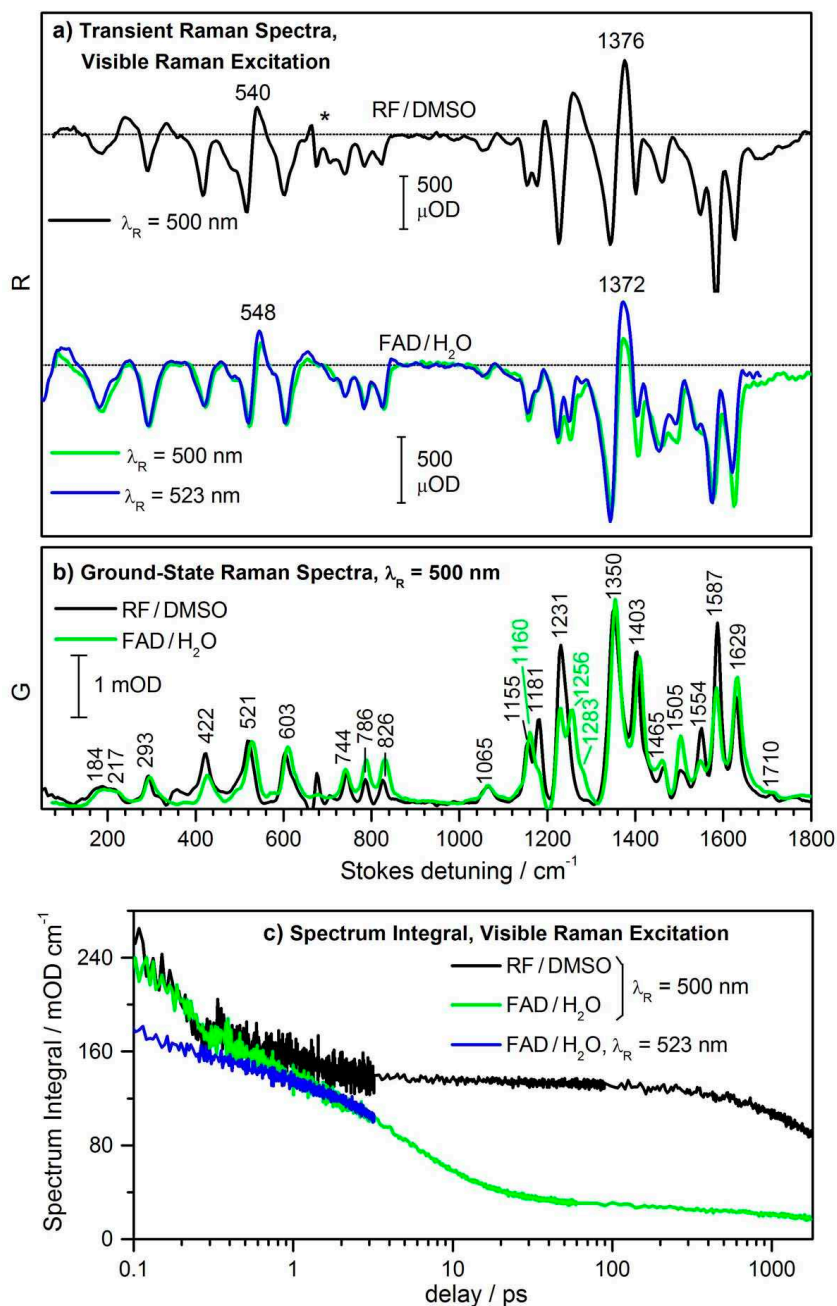 a) Transient Raman Spectra,
Visible Raman Excitation
1376
540
*
RF/DMSO
500
μOD
λR = 500 nm
R
1372
548
FAD/H2O
500
μOD
λR = 500 nm
λR = 523 nm
b) Ground-State Raman Spectra, λR = 500 nm
RF/DMSO
FAD/H2O
1 mOD
G
184
217
293
422
521
603
744
786
826
1065
1155
1160
1181
1231
1256
1283
1350
1403
1465
1505
1554
1587
1629
1710
200 400 600 800 1000 1200 1400 1600 1800
Stokes detuning / cm-1
c) Spectrum Integral, Visible Raman Excitation
RF/DMSO
FAD/H2O
λR = 500 nm
FAD/H2O, λR = 523 nm
Spectrum Integral / mOD cm-1
240
160
80
0
0.1 1 10 100 1000
delay / ps